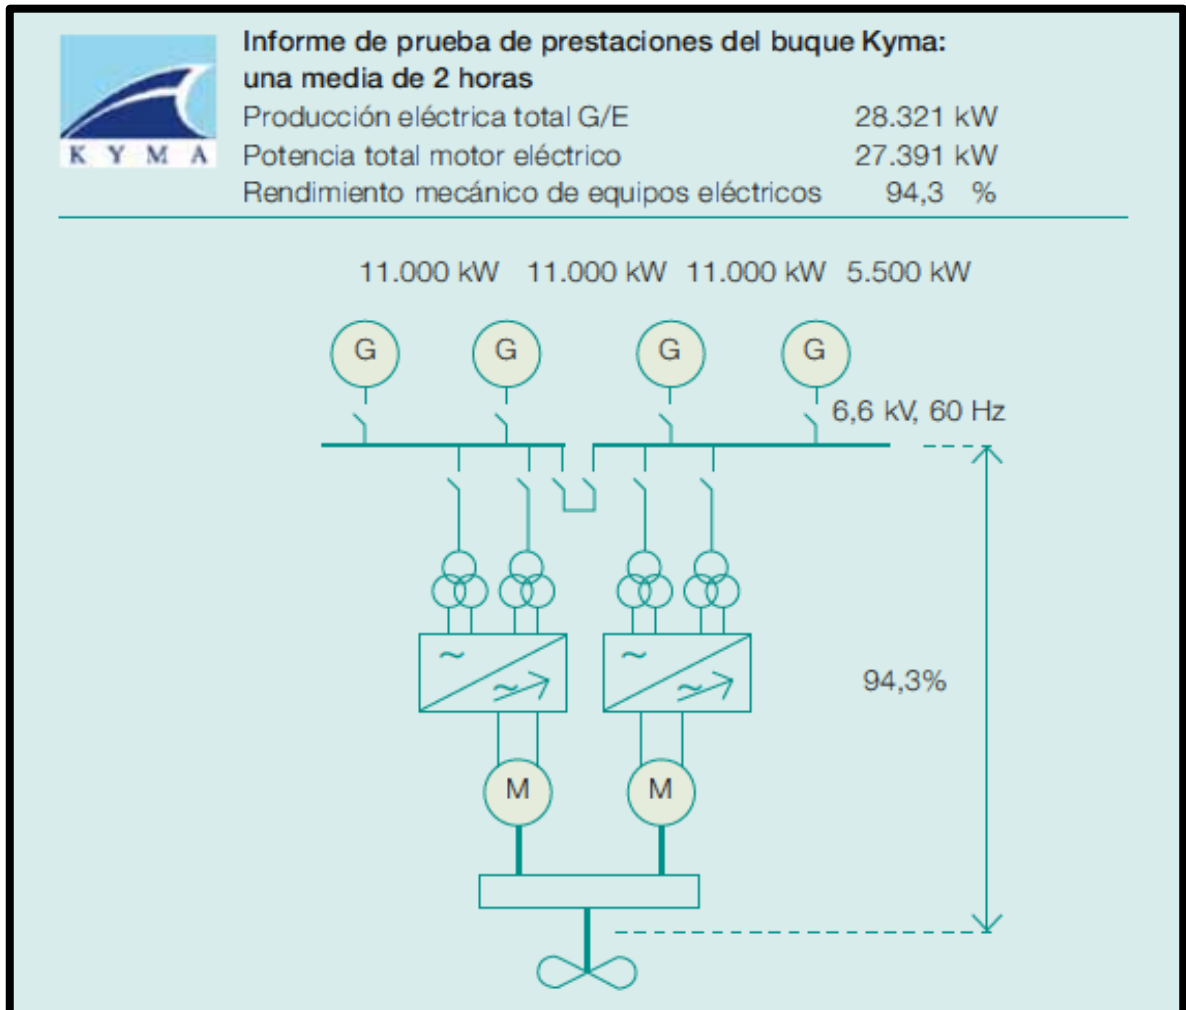 Informe de prueba de prestaciones del buque Kyma:
una media de 2 horas
Producción eléctrica total G/E 28.321 kW
Potencia total motor eléctrico 27.391 kW
Rendimiento mecánico de equipos eléctricos 94,3 %
K Y M A
11.000 kW 11.000 kW 11.000 kW 5.500 kW
G G G G
6,6 kV, 60 Hz
~ ~
≈ ≈
94,3%
M M